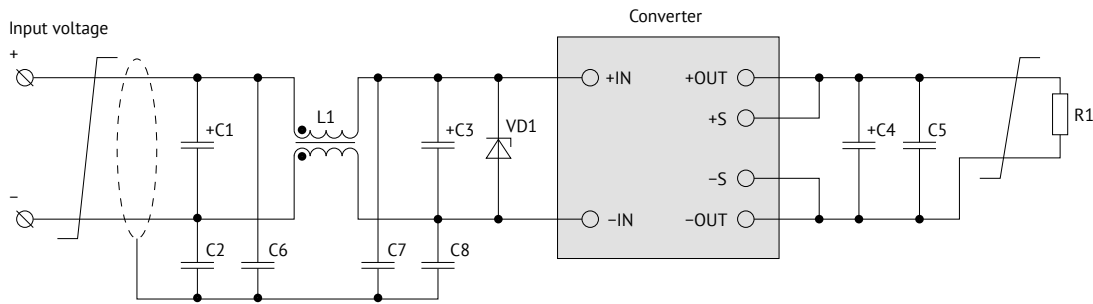 Converter
Input voltage
+
+IN
+OUT
L1
+S
R1
+C1
+C3
VD1
+C4
C5
−S
−
−IN
−OUT
C2
C6
C7
C8